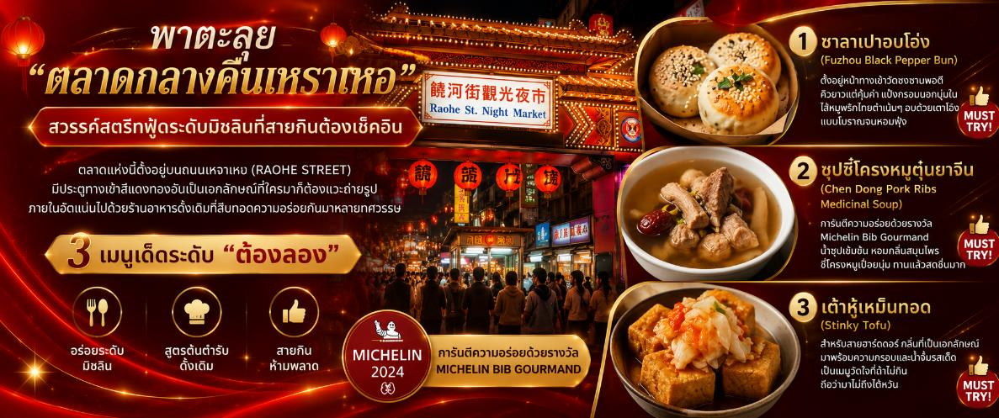 พาตะลุย
“ตลาดกลางคืนเหราเหอ”
สวรรค์สตรีทฟู้ดระดับมิชลินที่สายกินต้องเช็คอิน
ตลาดแห่งนี้ตั้งอยู่บนถนนเหจาเหฃ (RAOHE STREET)
มีประตูทางเข้าสีแดงทองอันเป็นเอกลักษณ์ที่ใครมาก็ต้องแวะถ่ายรูป
ภายในอัดแน่นไปด้วยร้านอาหารดั้งเดิมที่สืบทอดความอร่อยกันมาหลายทศวรรษ
3 เมนูเด็ดระดับ “ต้องลอง”
อร่อยระดับ
มิชลิน
สูตรต้นตำรับ
ดั้งเดิม
สายกิน
ห้ามพลาด
饒河街觀光夜市
Raohe St. Night Market
MICHELIN
2024
การันตีความอร่อยด้วยรางวัล
MICHELIN BIB GOURMAND
1 ซาลาเปาอบโอ่ง
(Fuzhou Black Pepper Bun)
ตั้งอยู่หน้าทางเข้าวัดซงซานพอดี
คิวยาวแต่คุ้มค่า แป้งกรอบนอกนุ่มใน
ไส้หมูพริกไทยดำเน้นๆ อบด้วยเตาโอ่ง
แบบโบราณจนหอมฟุ้ง
MUST
TRY!
2 ซุปซี่โครงหมูตุ๋นยาจีน
(Chen Dong Pork Ribs
Medicinal Soup)
การันตีความอร่อยด้วยรางวัล
Michelin Bib Gourmand
น้ำซุปเข้มข้น หอมกลิ่นสมุนไพร
ซี่โครงหมูเปื่อยนุ่ม ทานแล้วสดชื่นมาก
MUST
TRY!
3 เต้าหู้เหม็นทอด
(Stinky Tofu)
สำหรับสายฮาร์ดดอร์ กลิ่นที่เป็นเอกลักษณ์
มาพร้อมความกรอบและน้ำจิ้มรสเด็ด
เป็นเมนูวัดใจที่ถ้าไม่กิน
ถือว่ามาไม่ถึงไต้หวัน
MUST
TRY!